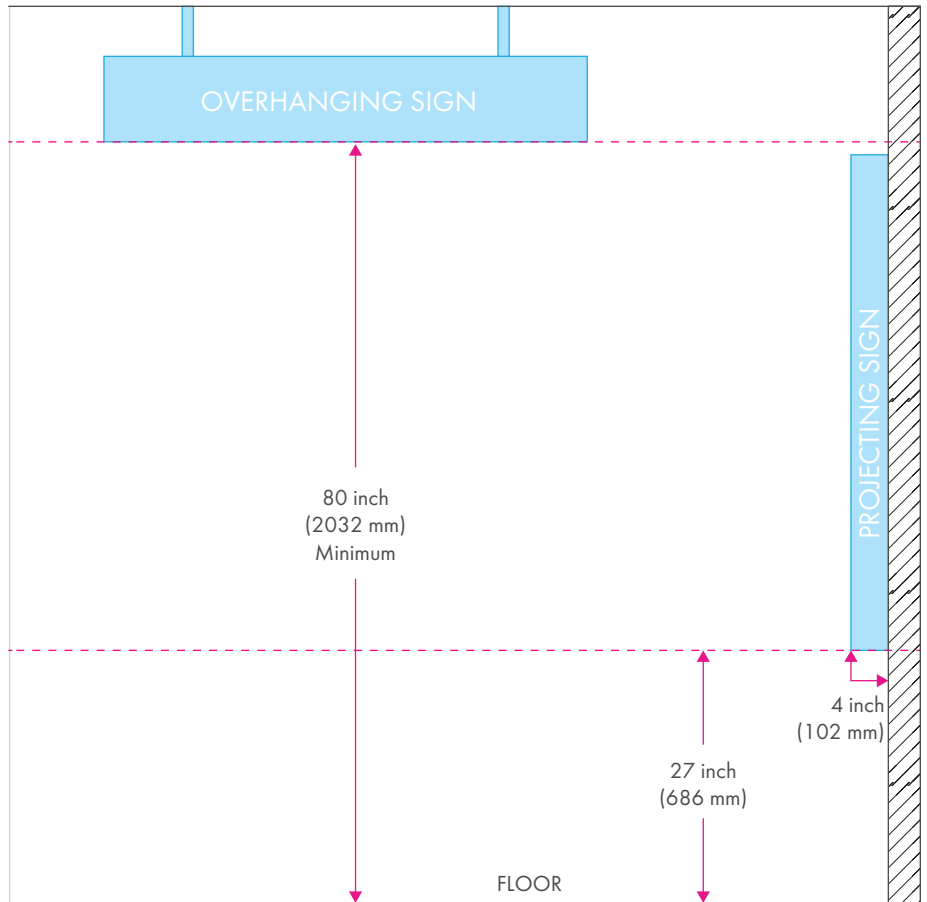 OVERHANGING SIGN
PROJECTING SIGN
80 inch
(2032 mm)
Minimum
4 inch
(102 mm)
27 inch
(686 mm)
FLOOR